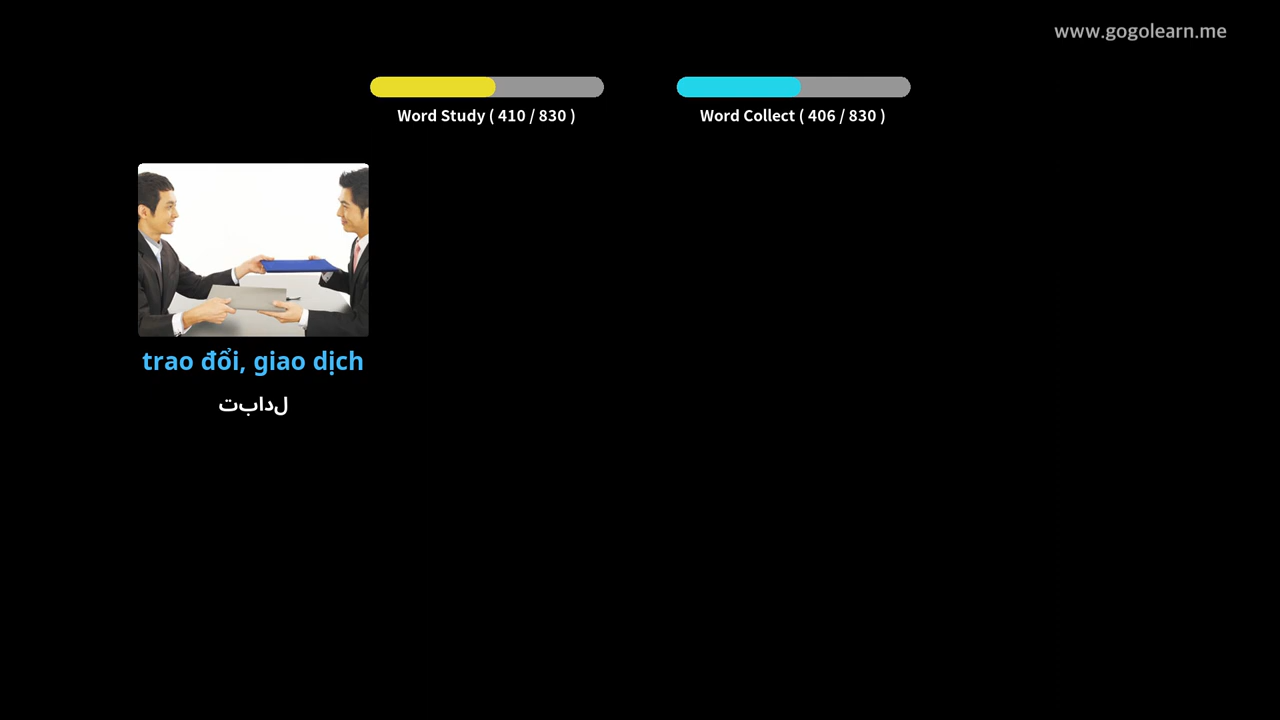 www.gogolearn.me
Word Study ( 410 / 830 )
Word Collect ( 406 / 830 )
trao đổi, giao dịch
تبادل